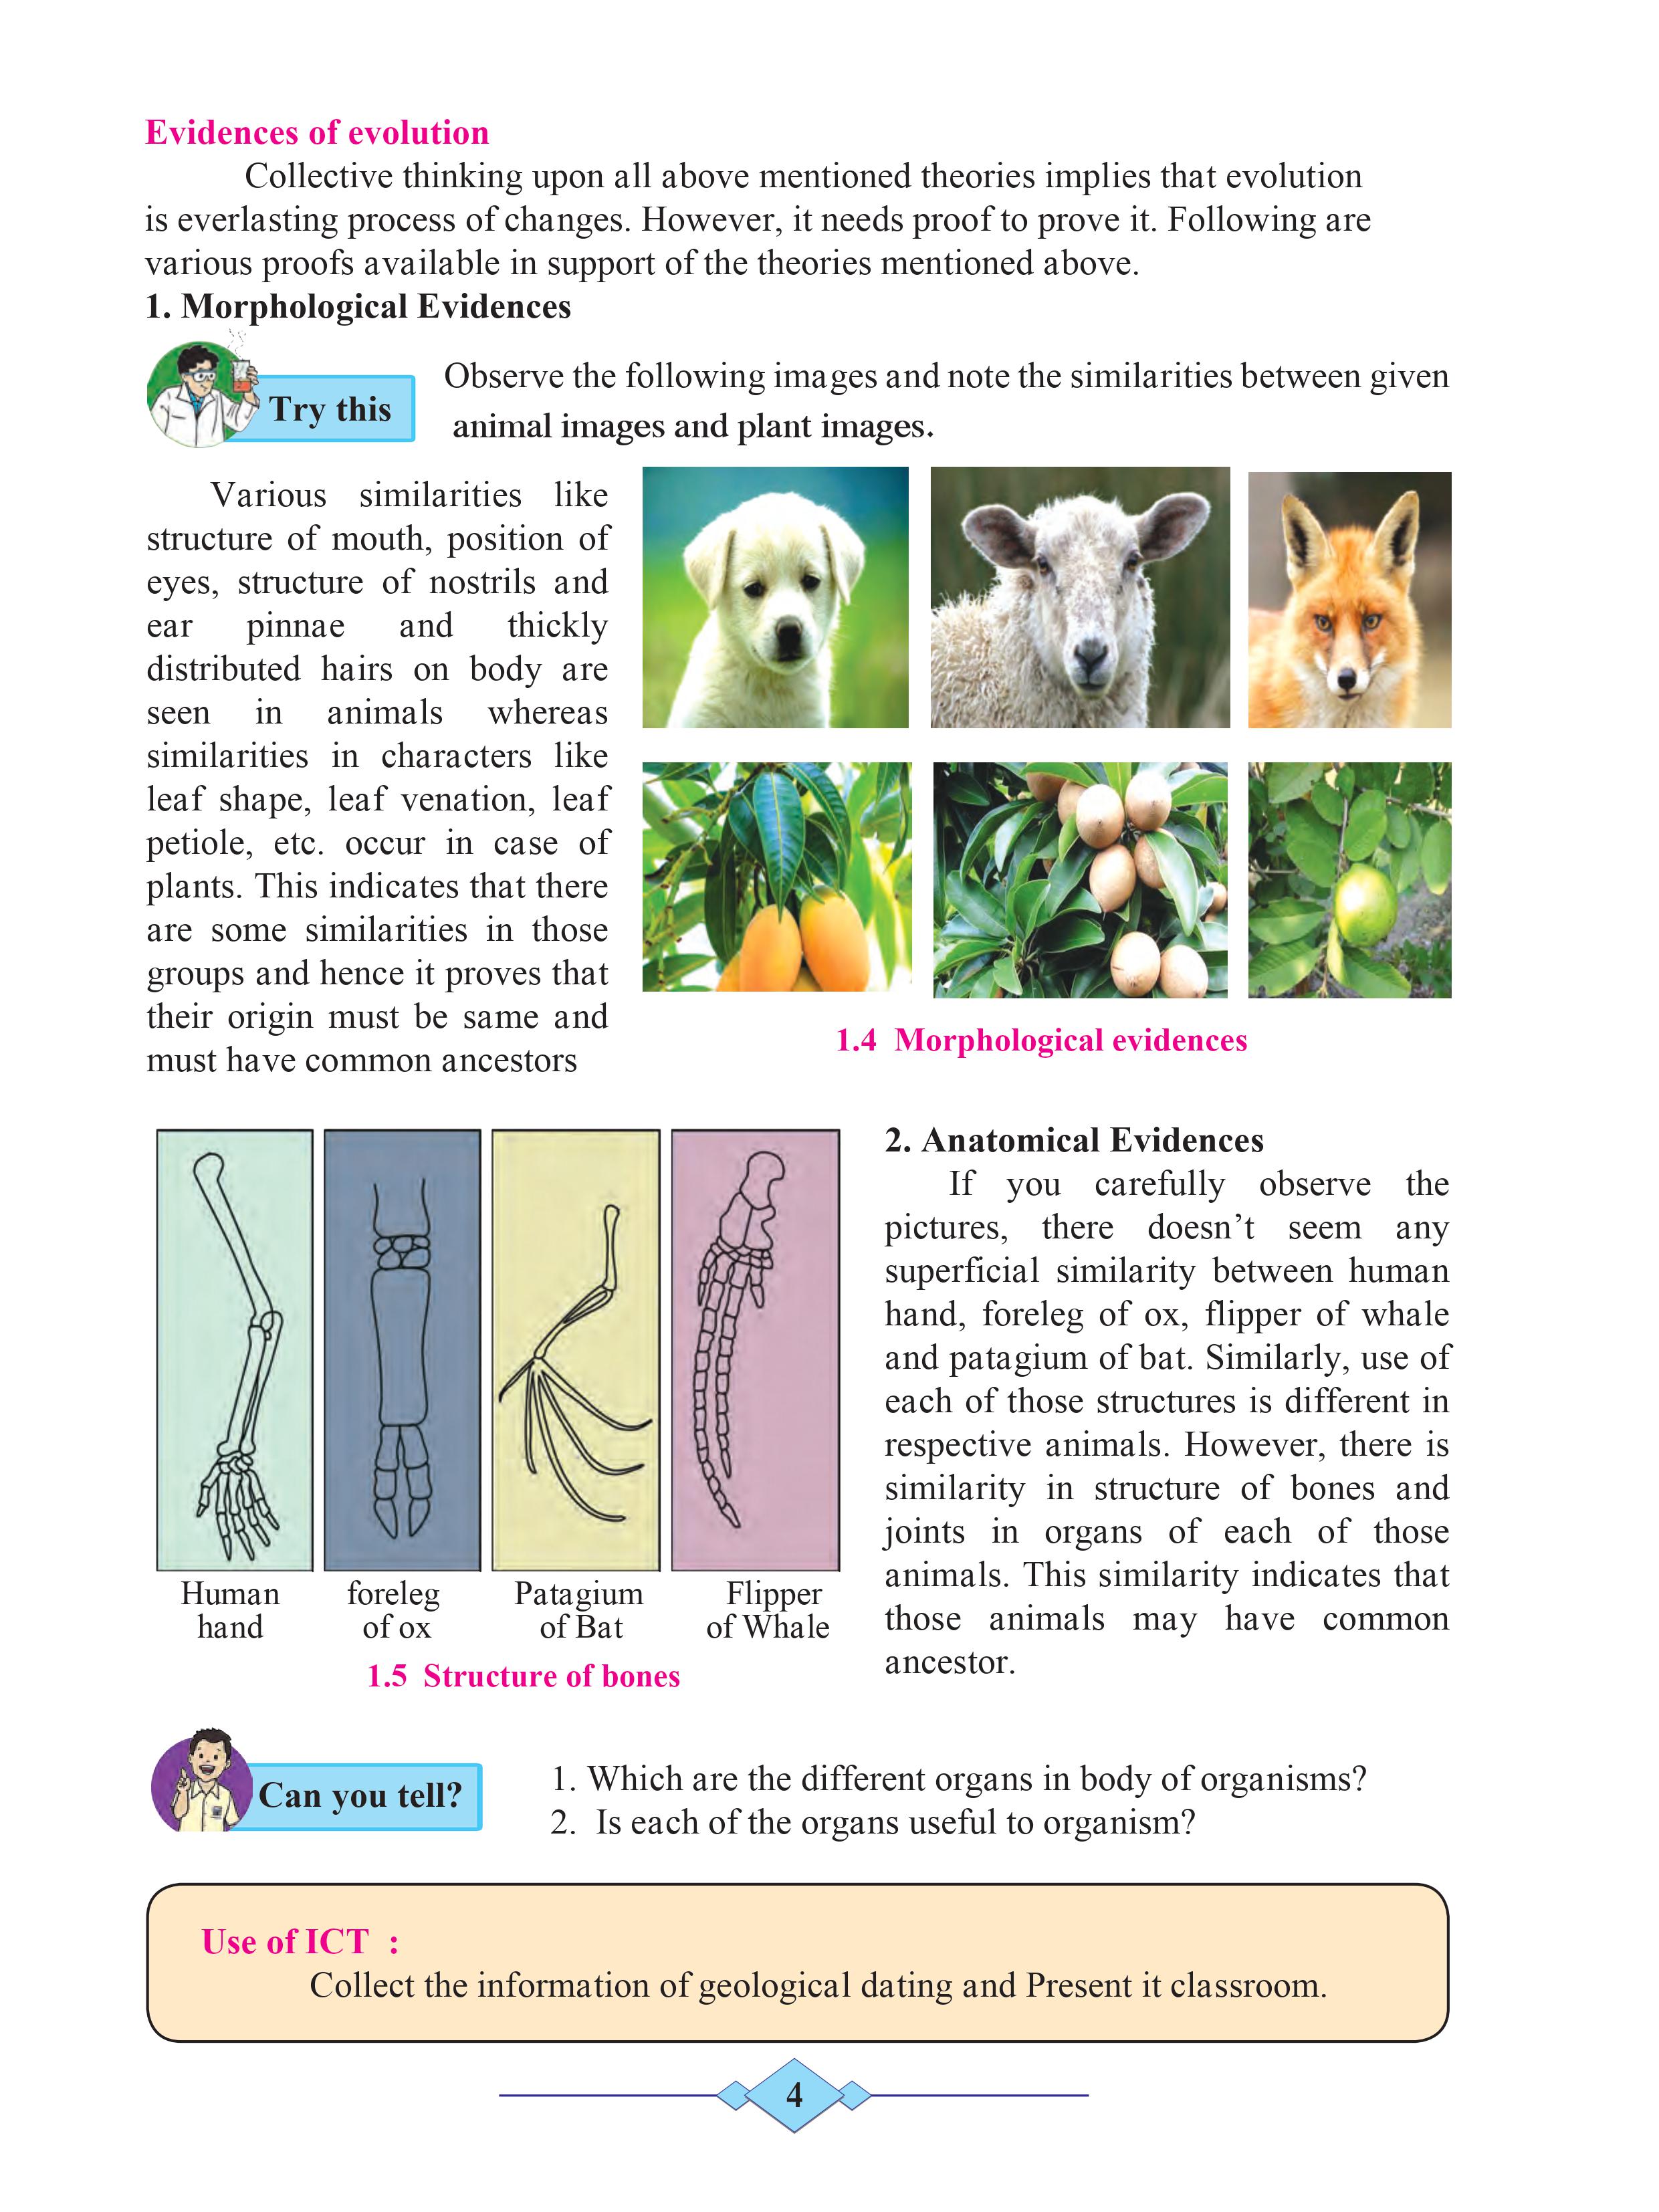 Evidences of evolution
Collective thinking upon all above mentioned theories implies that evolution
is everlasting process of changes. However, it needs proof to prove it. Following are
various proofs available in support of the theories mentioned above.
1. Morphological Evidences
Try this
Observe the following images and note the similarities between given
animal images and plant images.
Various similarities like
structure of mouth, position of
eyes, structure of nostrils and
ear pinnae and thickly
distributed hairs on body are
seen in animals whereas
similarities in characters like
leaf shape, leaf venation, leaf
petiole, etc. occur in case of
plants. This indicates that there
are some similarities in those
groups and hence it proves that
their origin must be same and
must have common ancestors
1.4 Morphological evidences
Human
hand
foreleg
of ox
Patagium
of Bat
Flipper
of Whale
1.5 Structure of bones
2. Anatomical Evidences
If you carefully observe the
pictures, there doesn’t seem any
superficial similarity between human
hand, foreleg of ox, flipper of whale
and patagium of bat. Similarly, use of
each of those structures is different in
respective animals. However, there is
similarity in structure of bones and
joints in organs of each of those
animals. This similarity indicates that
those animals may have common
ancestor.
Can you tell?
1. Which are the different organs in body of organisms?
2. Is each of the organs useful to organism?
Use of ICT :
Collect the information of geological dating and Present it classroom.
4